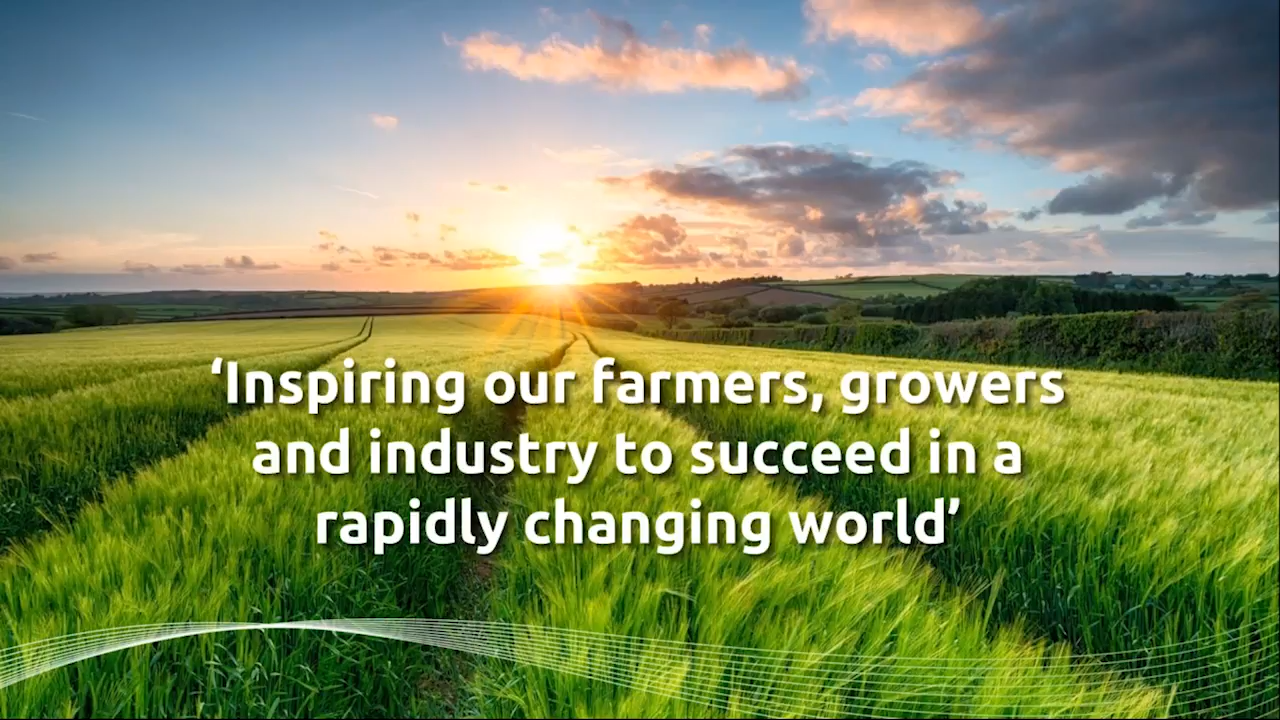 ‘Inspiring our farmers, growers
and industry to succeed in a
rapidly changing world’